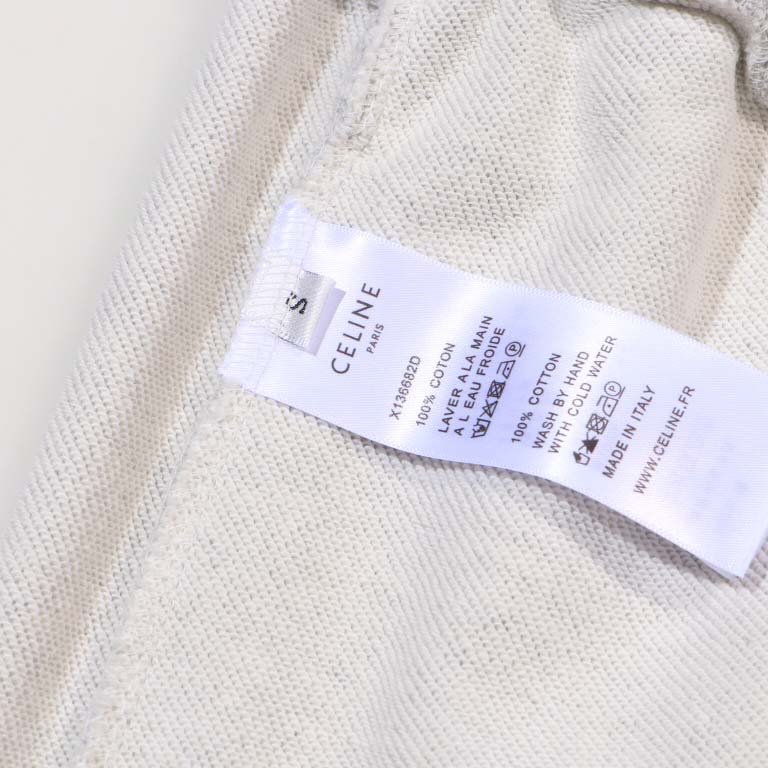 S
CELINE
PARIS
X136682D
100% COTON
LAVER A LA MAIN
A L EAU FROIDE
100% COTTON
WASH BY HAND
WITH COLD WATER
MADE IN ITALY
WWW.CELINE.FR